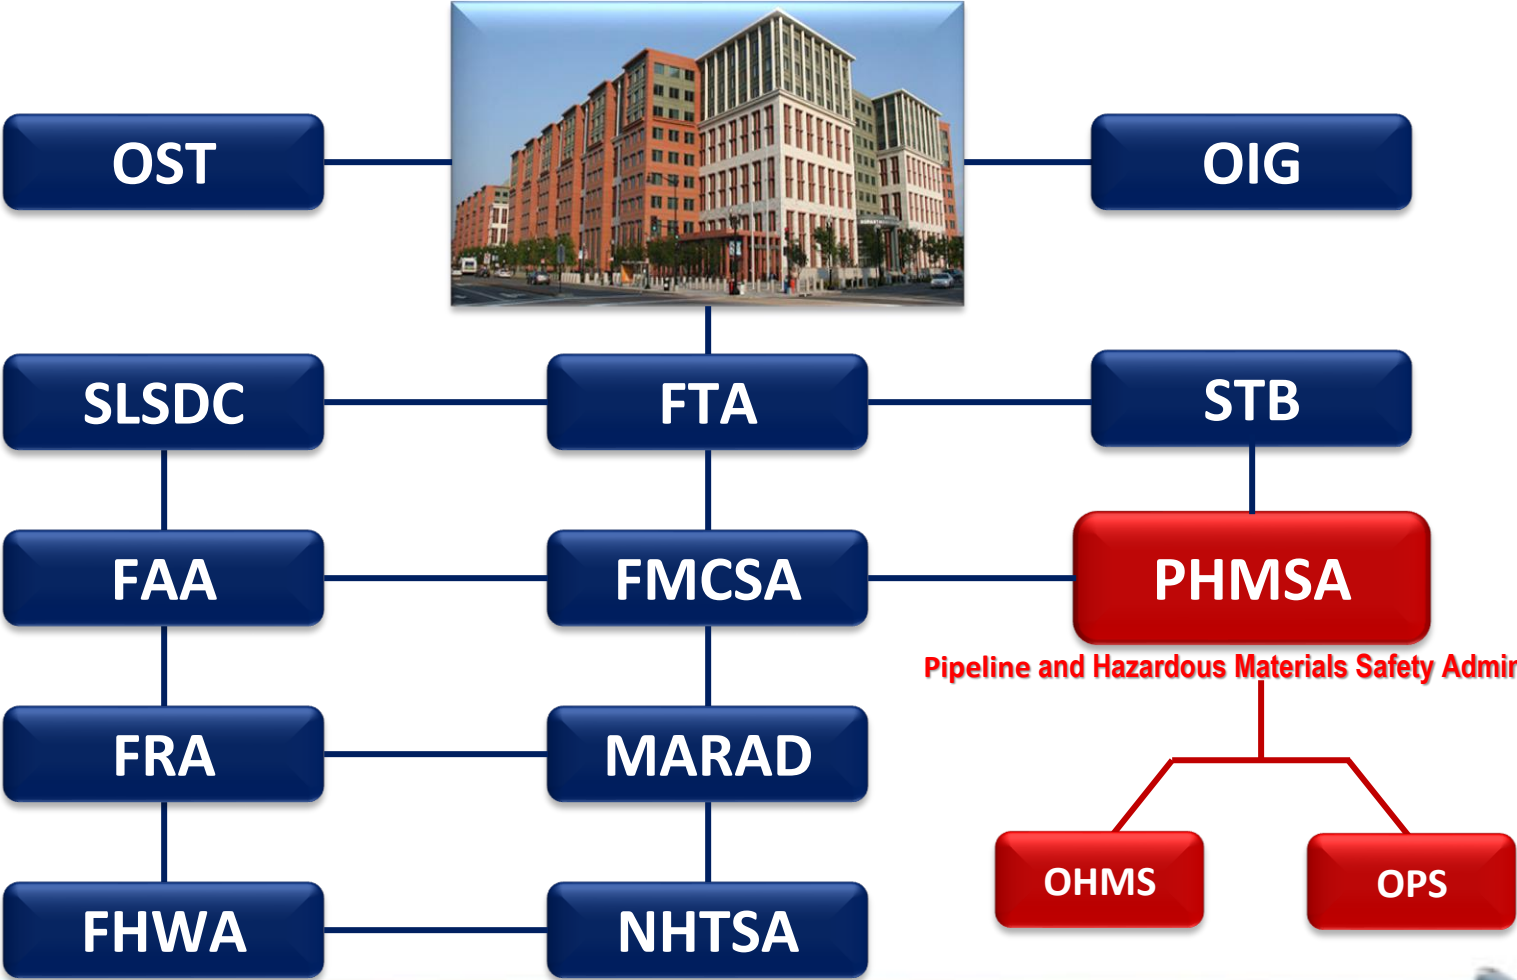 OST
OIG
SLSDC
FTA
STB
FAA
FMCSA
PHMSA
Pipeline and Hazardous Materials Safety Admin
FRA
MARAD
OHMS
OPS
FHWA
NHTSA